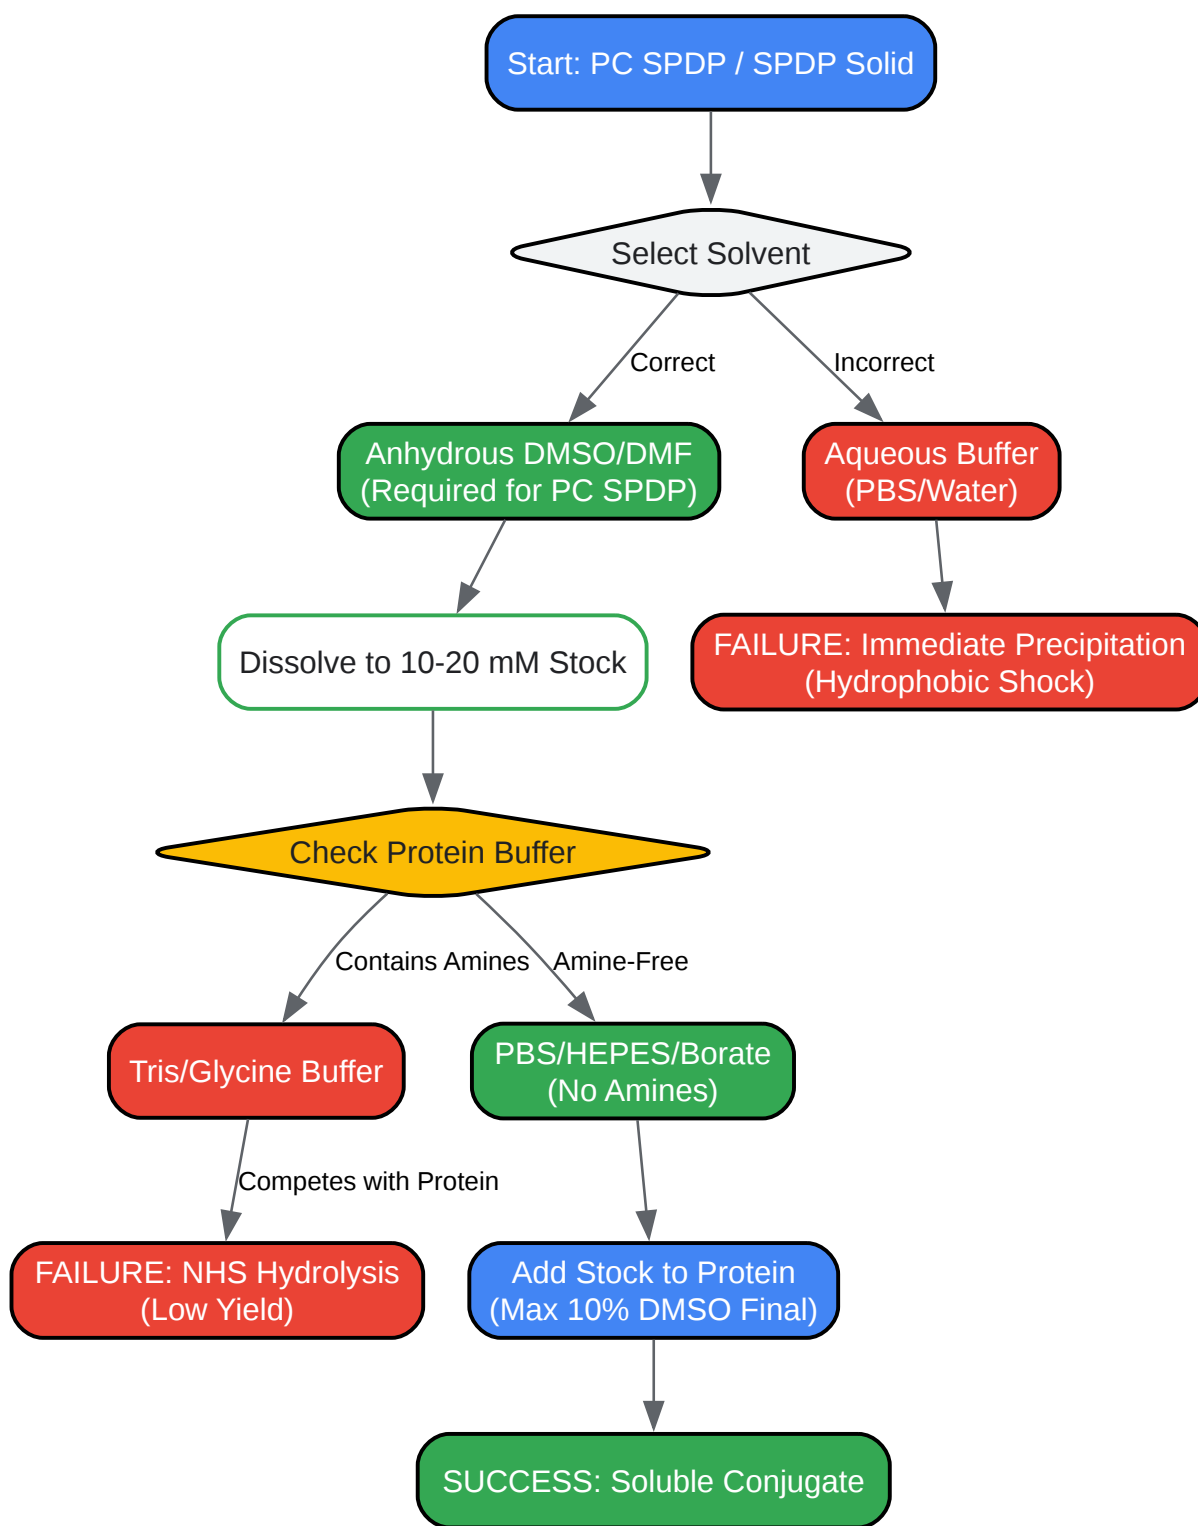 Start: PC SPDP / SPDP Solid
Select Solvent
Correct
Incorrect
Anhydrous DMSO/DMF
(Required for PC SPDP)
Aqueous Buffer
(PBS/Water)
Dissolve to 10-20 mM Stock
FAILURE: Immediate Precipitation
(Hydrophobic Shock)
Check Protein Buffer
Contains Amines
Amine-Free
Tris/Glycine Buffer
PBS/HEPES/Borate
(No Amines)
Competes with Protein
FAILURE: NHS Hydrolysis
(Low Yield)
Add Stock to Protein
(Max 10% DMSO Final)
SUCCESS: Soluble Conjugate